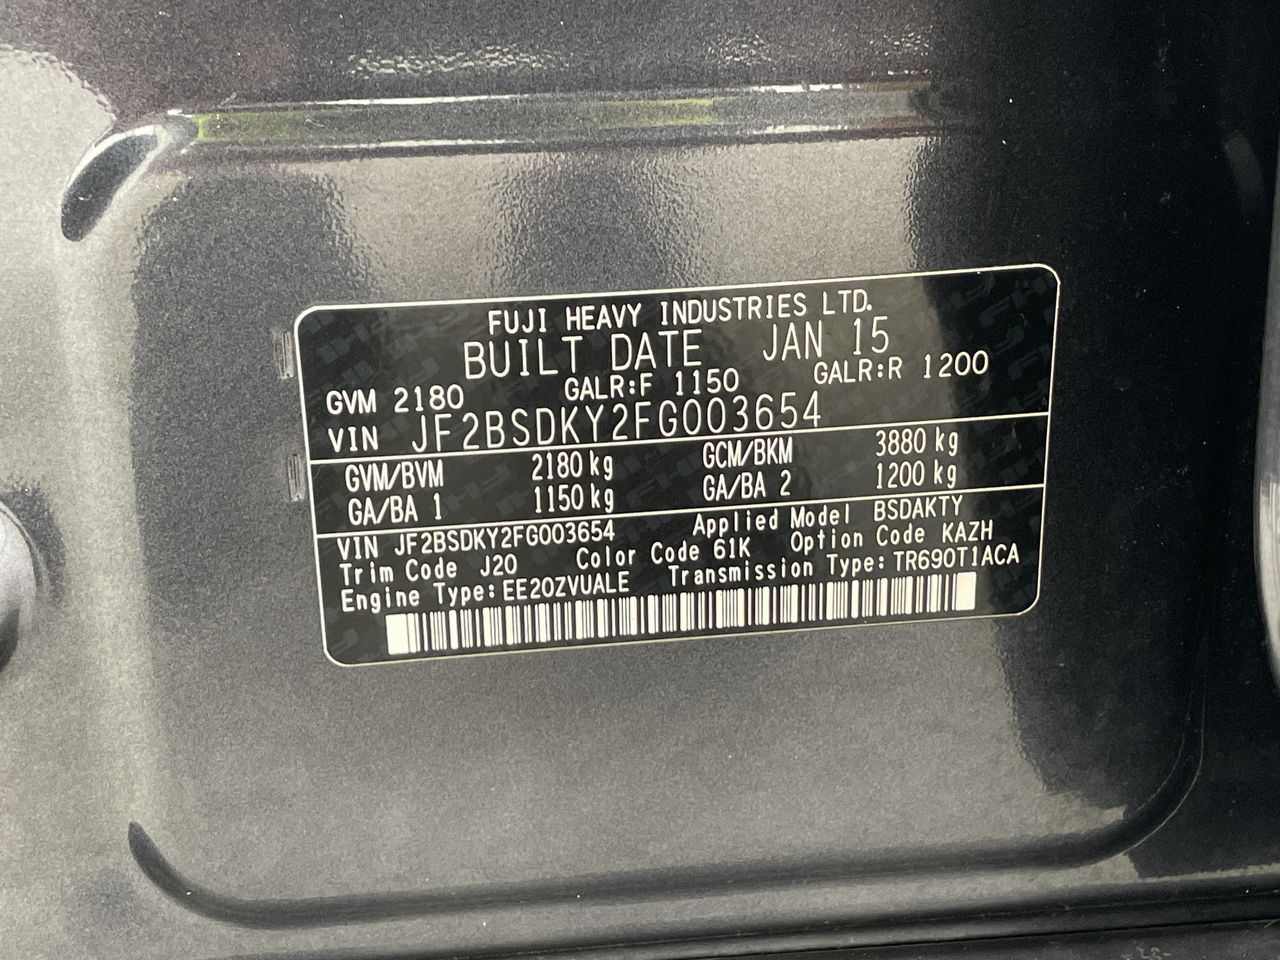 FUJI HEAVY INDUSTRIES LTD.
BUILT DATE JAN 15
GVM 2180 GALR:F 1150 GALR:R 1200
VIN JF2BSDKY2FG003654
GVM/BVM 2180 kg GCM/BKM 3880 kg
GA/BA 1 1150 kg GA/BA 2 1200 kg
VIN JF2BSDKY2FG003654 Applied Model BSDAKTY
Trim Code J20 Color Code 61K Option Code KAZH
Engine Type: EE20ZVUALE Transmission Type: TR690T1ACA